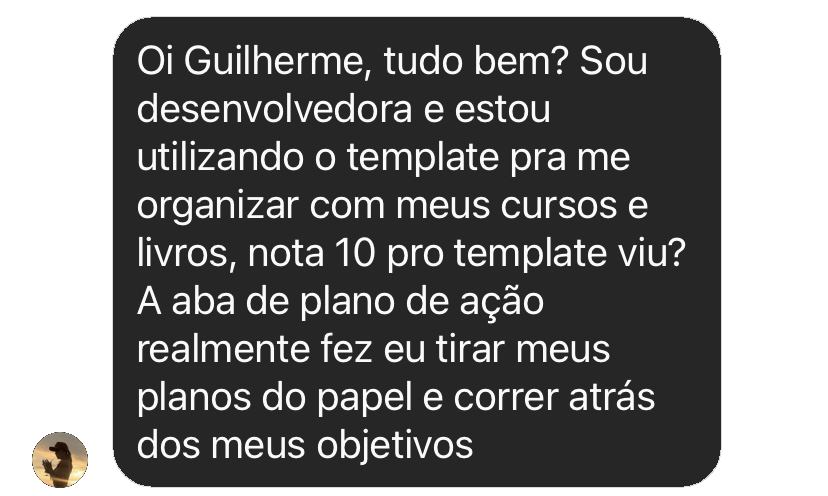 Oi Guilherme, tudo bem? Sou
desenvolvedora e estou
utilizando o template pra me
organizar com meus cursos e
livros, nota 10 pro template viu?
A aba de plano de ação
realmente fez eu tirar meus
planos do papel e correr atrás
dos meus objetivos